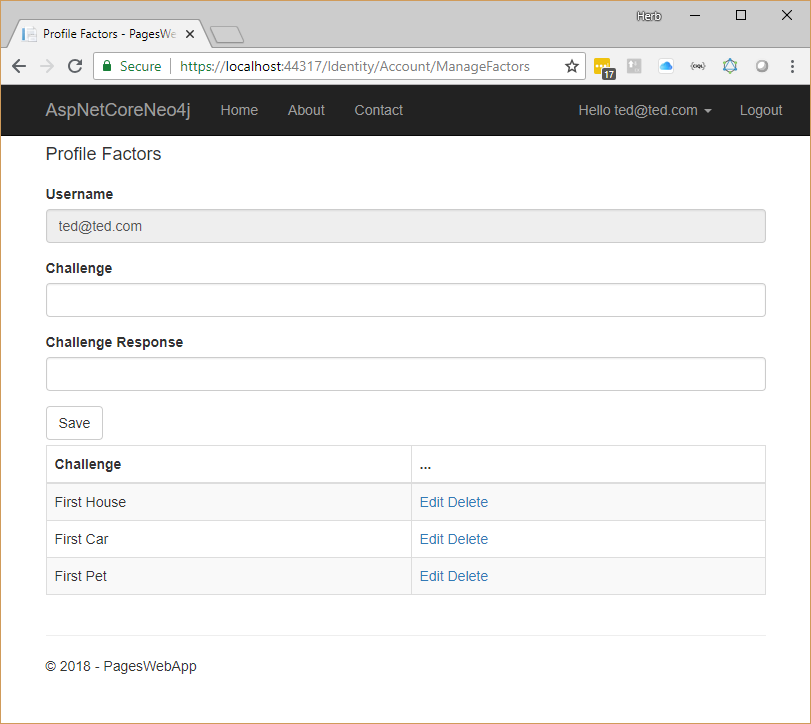 Herb
Profile Factors - PagesWe
Secure https://localhost:44317/Identity/Account/ManageFactors
17
AspNetCoreNeo4j Home About Contact Hello ted@ted.com Logout
Profile Factors
Username
ted@ted.com
Challenge
Challenge Response
Save
Challenge ...
First House Edit Delete
First Car Edit Delete
First Pet Edit Delete
© 2018 - PagesWebApp